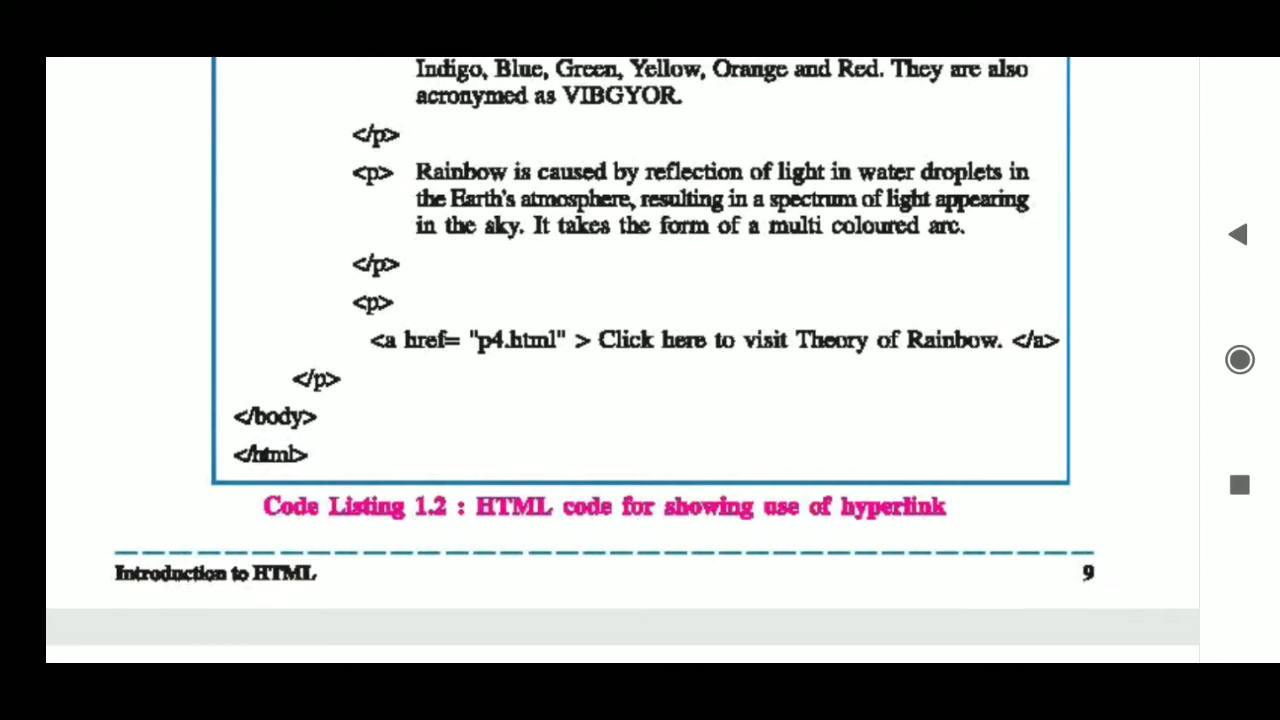 Indigo, Blue, Green, Yellow, Orange and Red. They are also
acronymed as VIBGYOR.
</p>
<p> Rainbow is caused by reflection of light in water droplets in
the Earth's atmosphere, resulting in a spectrum of light appearing
in the sky. It takes the form of a multi coloured arc.
</p>
<p>
<a href= "p4.html" > Click here to visit Theory of Rainbow. </a>
</p>
</body>
</html>
Code Listing 1.2 : HTML code for showing use of hyperlink
Introduction to HTML 9